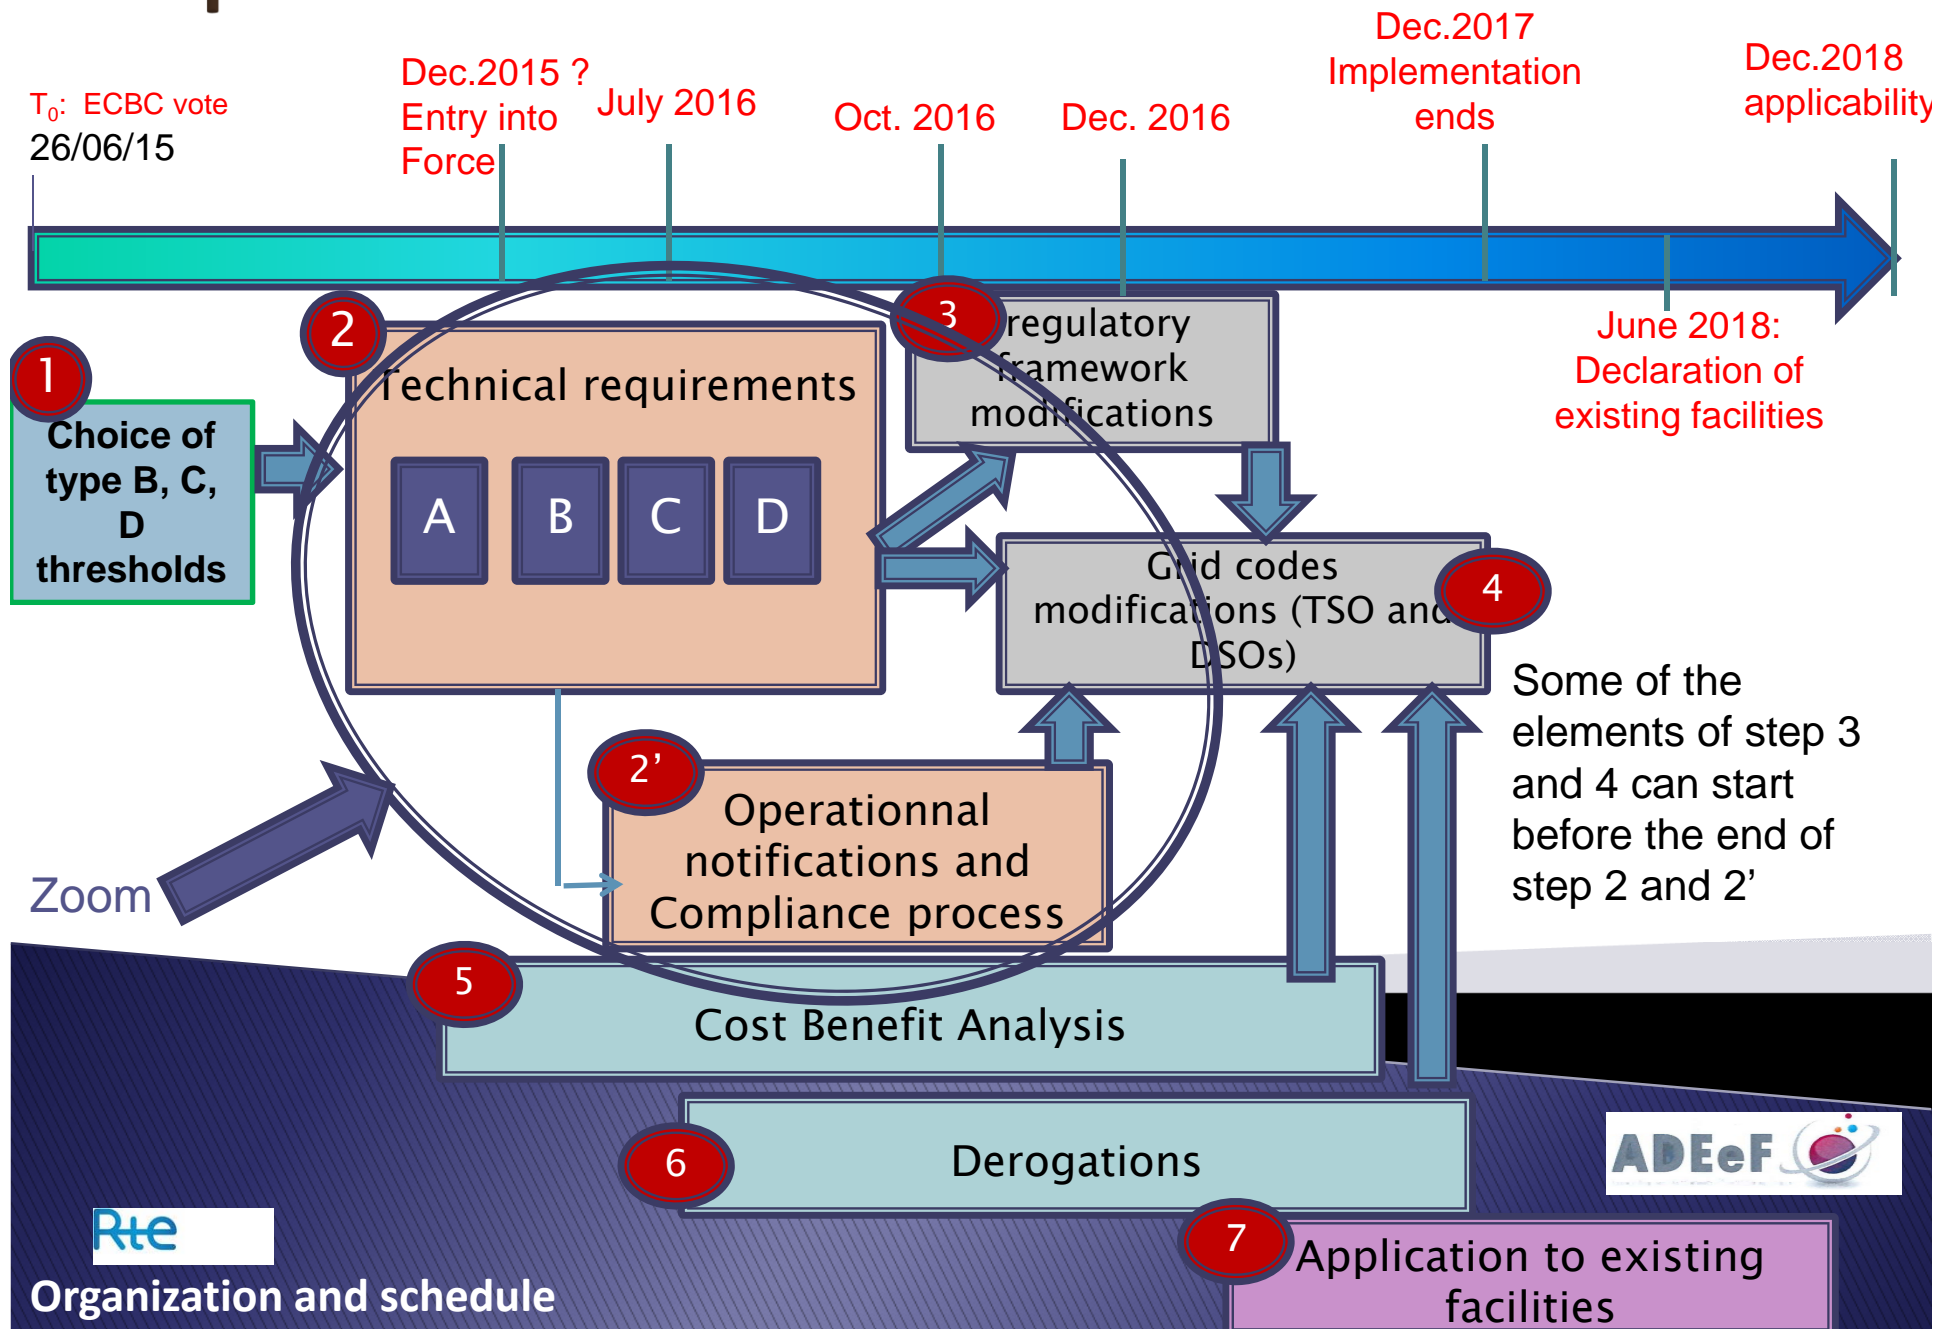 T₀: ECBC vote
26/06/15
Dec.2015 ?
Entry into
Force
July 2016
Oct. 2016
Dec. 2016
Dec.2017
Implementation
ends
Dec.2018
applicability
June 2018:
Declaration of
existing facilities
1
Choice of
type B, C,
D
thresholds
2
Technical requirements
A B C D
3
regulatory
framework
modifications
Grid codes
modifications (TSO and
DSOs)
4
Some of the
elements of step 3
and 4 can start
before the end of
step 2 and 2’
2’
Operationnal
notifications and
Compliance process
Zoom
5
Cost Benefit Analysis
6
Derogations
7
Application to existing
facilities
ADEeF
Rte
Organization and schedule